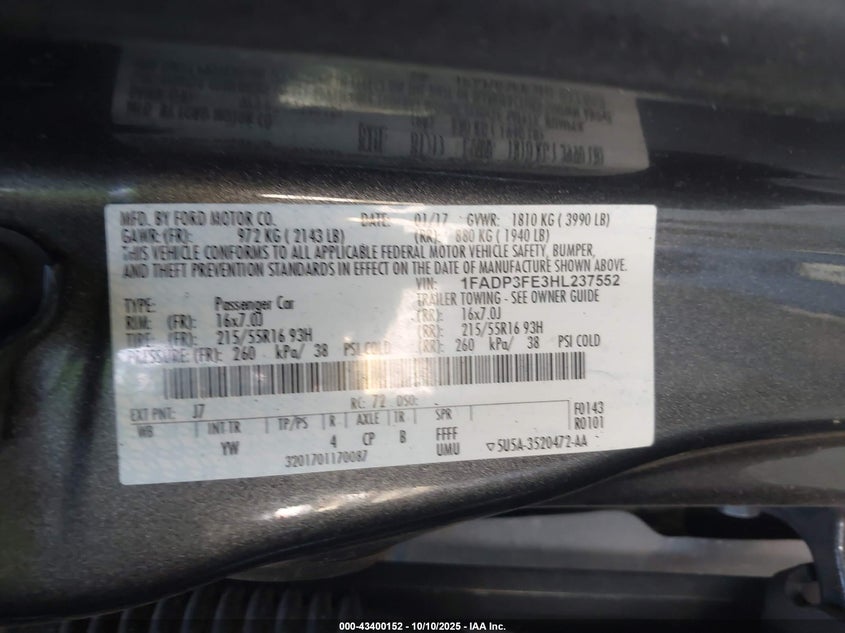 MFD. BY FORD MOTOR CO. DATE: 01/17 GVWR: 1810 KG ( 3990 LB)
GAWR: (FR): 972 KG ( 2143 LB) (RR): 880 KG ( 1940 LB)
THIS VEHICLE CONFORMS TO ALL APPLICABLE FEDERAL MOTOR VEHICLE SAFETY, BUMPER,
AND THEFT PREVENTION STANDARDS IN EFFECT ON THE DATE OF MANUFACTURE SHOWN ABOVE.
VIN: 1FADP3FE3HL237552
TYPE: Passenger Car TRAILER TOWING - SEE OWNER GUIDE
RIM: (FR): 16x7.0J (RR): 16x7.0J
TIRE: (FR): 215/55R16 93H (RR): 215/55R16 93H
PRESSURE: (FR): 260 kPa/ 38 PSI COLD (RR): 260 kPa/ 38 PSI COLD
EXT PNT: J7 RC: 72 DSO: F0143
WB INT TR TP/PS R AXLE TR SPR R0101
YW 4 CP B FFFF
UMU ▽5U5A-3520472-AA
3201701170087
000-43400152 - 10/10/2025 - IAA Inc.